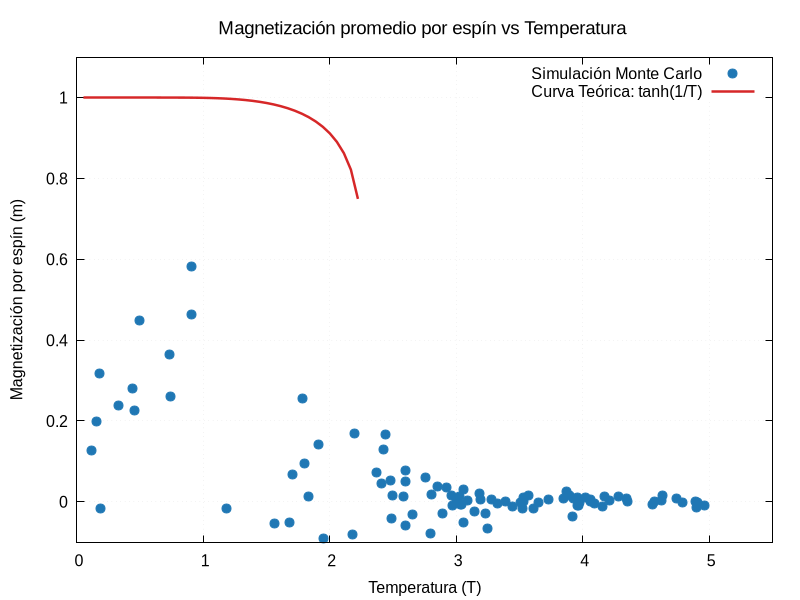 Magnetización promedio por espín vs Temperatura
Simulación Monte Carlo
Curva Teórica: tanh(1/T)
1
0.8
0.6
0.4
0.2
0
Magnetización por espín (m)
0 1 2 3 4 5
Temperatura (T)